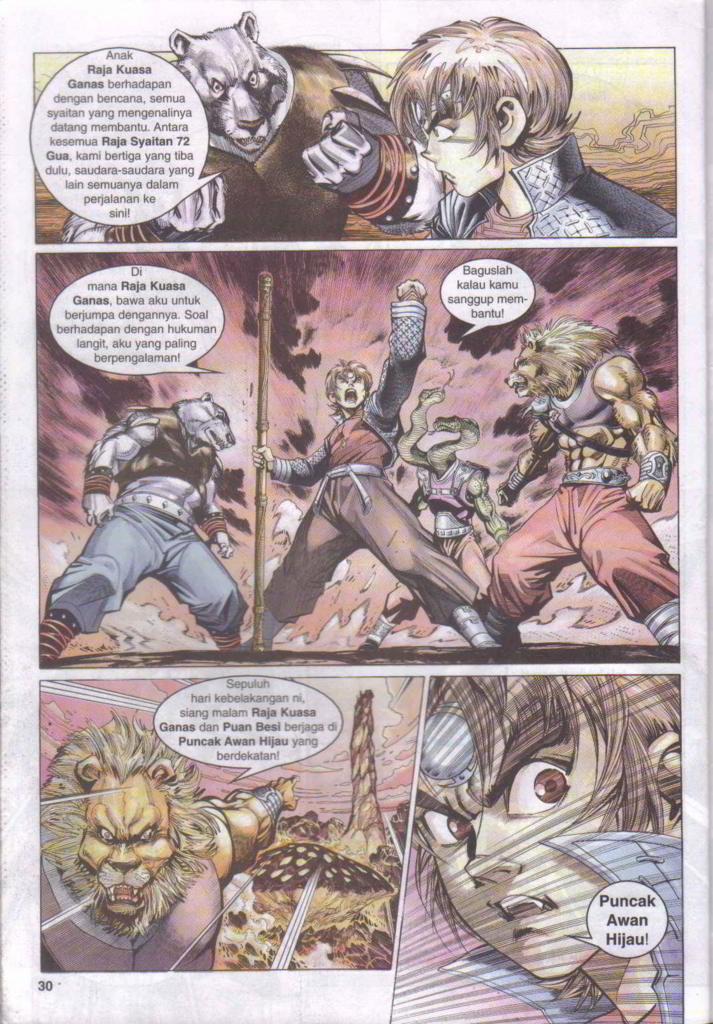 Anak
Raja Kuasa
Ganas berhadapan
dengan bencana, semua
syaitan yang mengenalinya
datang membantu. Antara
kesemua Raja Syaitan 72
Gua, kami bertiga yang tiba
dulu, saudara-saudara yang
lain semuanya dalam
perjalanan ke
sini!
Di
mana Raja Kuasa
Ganas, bawa aku untuk
berjumpa dengannya. Soal
berhadapan dengan hukuman
langit, aku yang paling
berpengalaman!
Baguslah
kalau kamu
sanggup mem-
bantu!
Sepuluh
hari kebelakangan ni,
siang malam Raja Kuasa
Ganas dan Puan Besi berjaga di
Puncak Awan Hijau yang
berdekatan!
Puncak
Awan
Hijau!
30